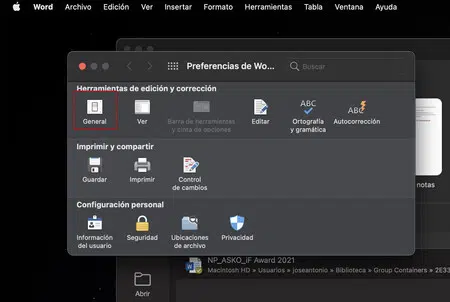 Word Archivo Edición Ver Insertar Formato Herramientas Tabla Ventana Ayuda
Preferencias de Wo... Buscar
Herramientas de edición y corrección
General Ver Barra de herramientas y cinta de opciones Editar Ortografía y gramática Autocorrección
Imprimir y compartir
Guardar Imprimir Control de cambios
notas
Configuración personal
Información del usuario Seguridad Ubicaciones de archivo Privacidad
NP_ASKO_iF Award 2021
Macintosh HD » Usuarios » joseantonio » Biblioteca » Group Containers » 2E33
Abrir